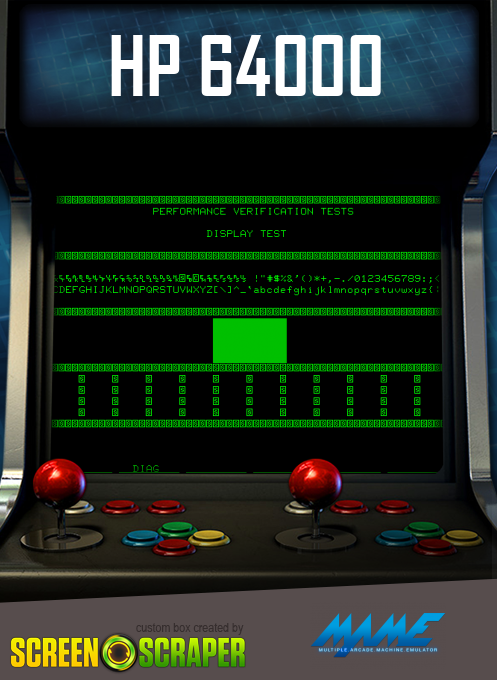 HP 64000
PERFORMANCE VERIFICATION TESTS
DISPLAY TEST
!"#$%&'()*+,-./0123456789:;<
DEFGHIJKLMNOPQRSTUVWXYZ[\]^_`abcdefghijklmnopqrstuvwxyz{
DIAG
custom box created by
SCREEN SCRAPER
MAME
MULTIPLE ARCADE MACHINE EMULATOR